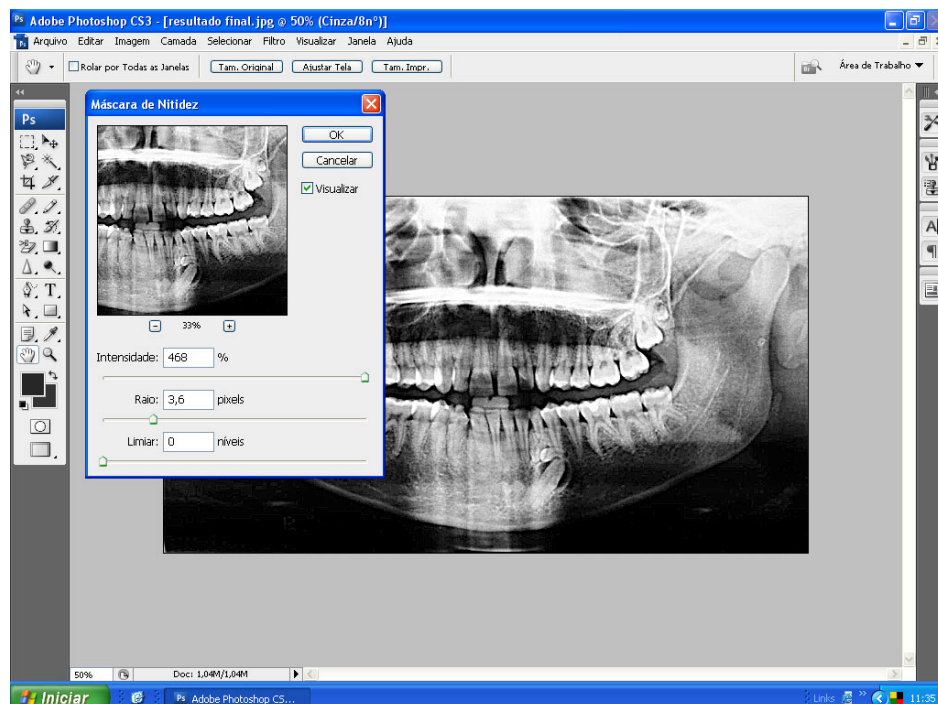 Ps Adobe Photoshop CS3 - [resultado final.jpg @ 50% (Cinza/8n°)]
Arquivo Editar Imagem Camada Selecionar Filtro Visualizar Janela Ajuda
Rolar por Todas as Janelas Tam. Original Ajustar Tela Tam. Impr. Área de Trabalho
Ps
Máscara de Nitidez
OK
Cancelar
Visualizar
33%
Intensidade: 468 %
Raio: 3,6 pixels
Limiar: 0 níveis
50% Doc: 1,04M/1,04M
Iniciar Ps Adobe Photoshop CS... Links 11:35